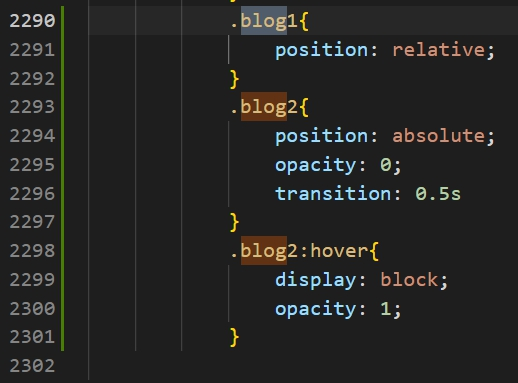 2290 .blog1{
2291 position: relative;
2292 }
2293 .blog2{
2294 position: absolute;
2295 opacity: 0;
2296 transition: 0.5s
2297 }
2298 .blog2:hover{
2299 display: block;
2300 opacity: 1;
2301 }
2302